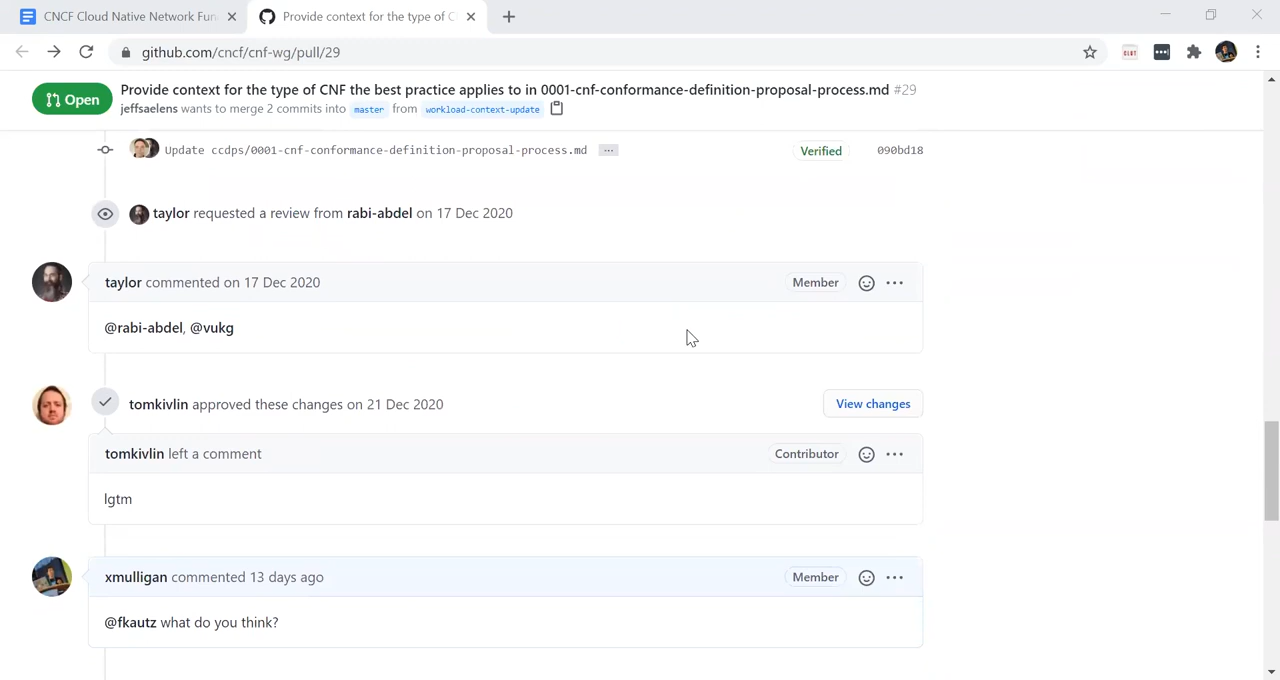 CNCF Cloud Native Network Fun
Provide context for the type of C
github.com/cncf/cnf-wg/pull/29
CLBT
Open
Provide context for the type of CNF the best practice applies to in 0001-cnf-conformance-definition-proposal-process.md #29
jeffsaelens wants to merge 2 commits into master from workload-context-update
Update ccdps/0001-cnf-conformance-definition-proposal-process.md ...
Verified
090bd18
taylor requested a review from rabi-abdel on 17 Dec 2020
taylor commented on 17 Dec 2020
Member
@rabi-abdel, @vukg
tomkivlin approved these changes on 21 Dec 2020
View changes
tomkivlin left a comment
Contributor
lgtm
xmulligan commented 13 days ago
Member
@fkautz what do you think?